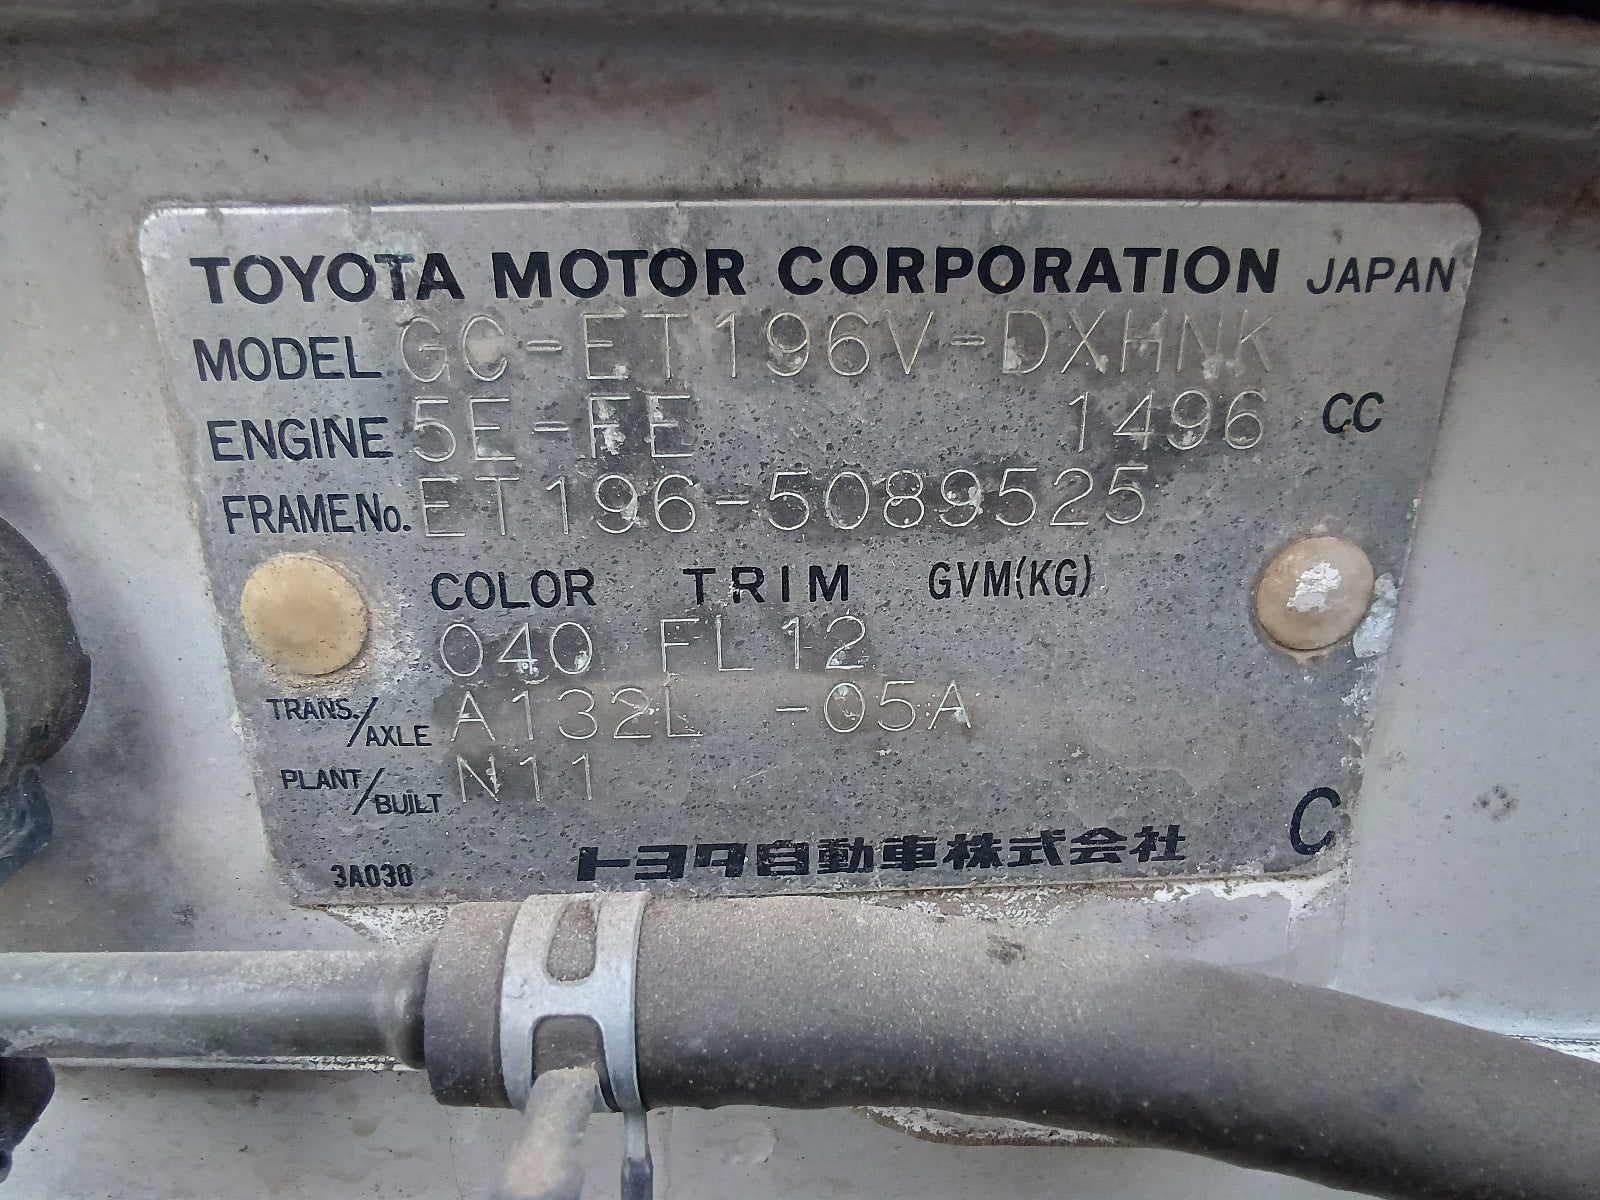 TOYOTA MOTOR CORPORATION JAPAN
MODEL GC-ET196V-DXHNK
ENGINE 5E-FE 1496 CC
FRAME No. ET196-5089525
COLOR TRIM GVM(KG)
040 FL12
TRANS./AXLE A132L -05A
PLANT/BUILT N11
トヨタ自動車株式会社 C
3A030